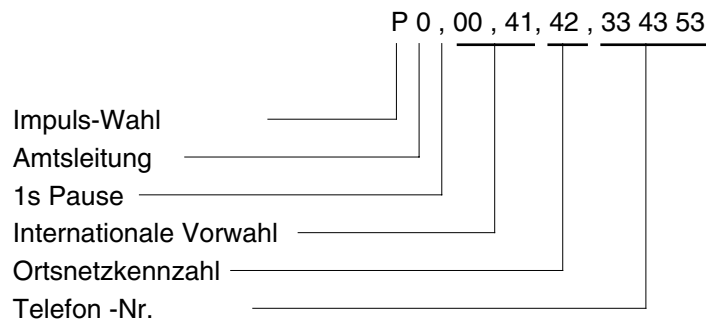 P 0 , 00 , 41, 42 , 33 43 53
Impuls-Wahl
Amtsleitung
1s Pause
Internationale Vorwahl
Ortsnetzkennzahl
Telefon -Nr.